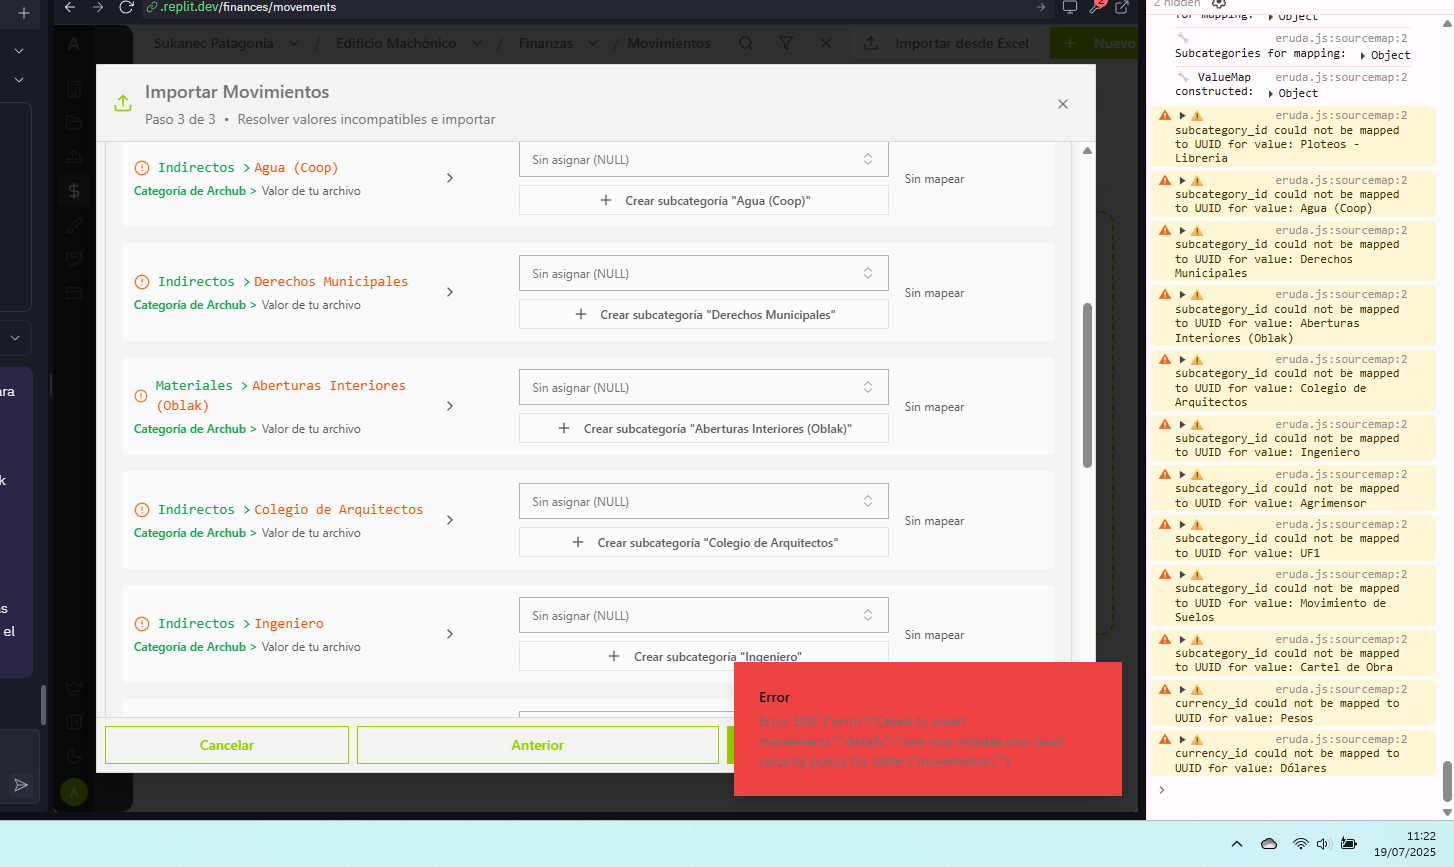 .replit.dev/finances/movements
A
Sukanec Patagonia / Edificio Machónico / Finanzas / Movimientos
Importar desde Excel
+ Nuevo
Importar Movimientos
Paso 3 de 3 • Resolver valores incompatibles e importar
Indirectos > Agua (Coop)
Categoría de Archub > Valor de tu archivo
Sin asignar (NULL)
+ Crear subcategoría "Agua (Coop)"
Sin mapear
Indirectos > Derechos Municipales
Categoría de Archub > Valor de tu archivo
Sin asignar (NULL)
+ Crear subcategoría "Derechos Municipales"
Sin mapear
Materiales > Aberturas Interiores
(Oblak)
Categoría de Archub > Valor de tu archivo
Sin asignar (NULL)
+ Crear subcategoría "Aberturas Interiores (Oblak)"
Sin mapear
Indirectos > Colegio de Arquitectos
Categoría de Archub > Valor de tu archivo
Sin asignar (NULL)
+ Crear subcategoría "Colegio de Arquitectos"
Sin mapear
Indirectos > Ingeniero
Categoría de Archub > Valor de tu archivo
Sin asignar (NULL)
+ Crear subcategoría "Ingeniero"
Sin mapear
Cancelar
Anterior
Error
Error 500: {"error":"Failed to insert
movements","details":"new row violates row-level
security policy for table \"movements\""}
A
ara
k
s
el
2 hidden
for mapping: Object
eruda.js:sourcemap:2
Subcategories for mapping: Object
ValueMap eruda.js:sourcemap:2
constructed: Object
eruda.js:sourcemap:2
subcategory_id could not be mapped
to UUID for value: Ploteos -
Libreria
eruda.js:sourcemap:2
subcategory_id could not be mapped
to UUID for value: Agua (Coop)
eruda.js:sourcemap:2
subcategory_id could not be mapped
to UUID for value: Derechos
Municipales
eruda.js:sourcemap:2
subcategory_id could not be mapped
to UUID for value: Aberturas
Interiores (Oblak)
eruda.js:sourcemap:2
subcategory_id could not be mapped
to UUID for value: Colegio de
Arquitectos
eruda.js:sourcemap:2
subcategory_id could not be mapped
to UUID for value: Ingeniero
eruda.js:sourcemap:2
subcategory_id could not be mapped
to UUID for value: Agrimensor
eruda.js:sourcemap:2
subcategory_id could not be mapped
to UUID for value: UF1
eruda.js:sourcemap:2
subcategory_id could not be mapped
to UUID for value: Movimiento de
Suelos
eruda.js:sourcemap:2
subcategory_id could not be mapped
to UUID for value: Cartel de Obra
eruda.js:sourcemap:2
currency_id could not be mapped to
UUID for value: Pesos
eruda.js:sourcemap:2
currency_id could not be mapped to
UUID for value: Dólares
11:22
19/07/2025